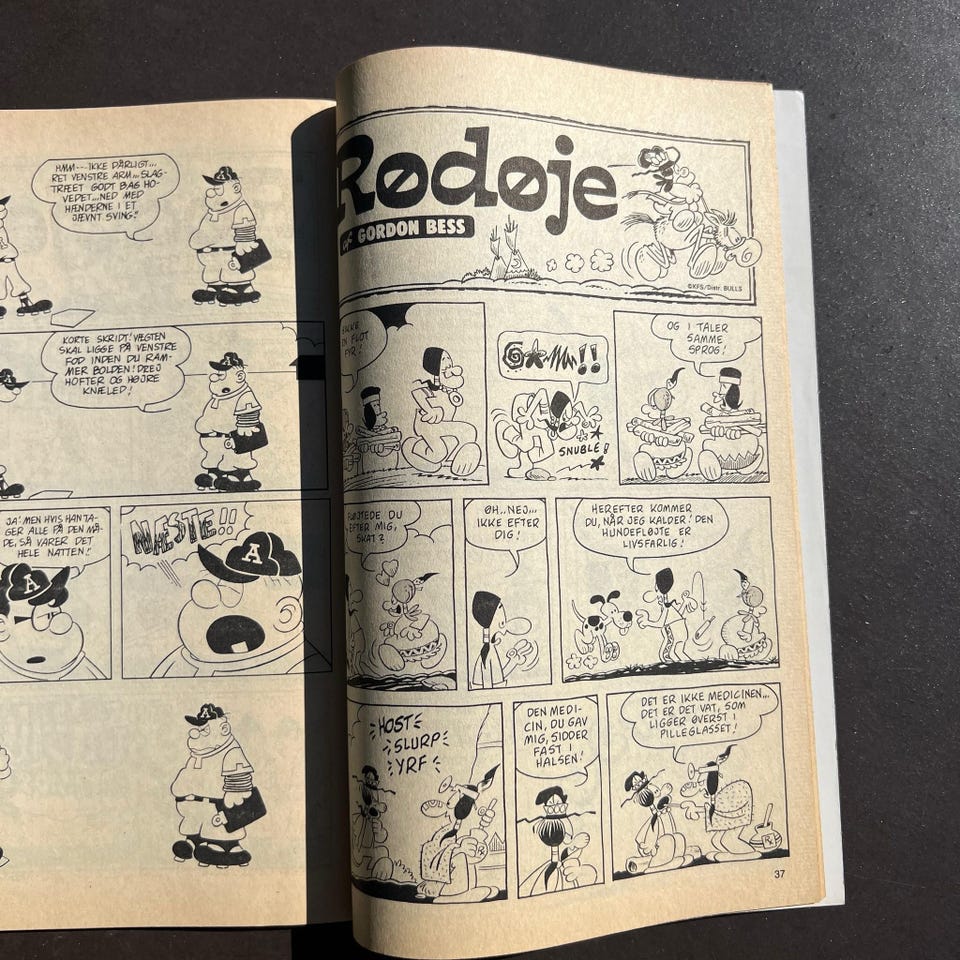 HMM---IKKE DÅRLIGT...
RET VENSTRE ARM...SLAG-
TRÆET GODT BAG HO-
VEDET...NED MED
HÆNDERNE I ET
JÆVNT SVING!
KORTE SKRIDT! VÆGTEN
SKAL LIGGE PÅ VENSTRE
FOD INDEN DU RAM-
MER BOLDEN! DREJ
HOFTER OG HØJRE
KNÆLED!
JA! MEN HVIS HAN TA-
GER ALLE PÅ DEN MÅ-
DE, SÅ VARER DET
HELE NATTEN!
A
NÆSTE!!
A
Rødøje
af GORDON BESS
©KFS/Distr. BULLS
FLOT
FYR!
SNUBLE!
OG I TALER
SAMME
SPROG!
FLØJTEDE DU
EFTER MIG,
SKAT?
ØH...NEJ...
IKKE EFTER
DIG!
HEREFTER KOMMER
DU, NÅR JEG KALDER! DEN
HUNDEFLØJTE ER
LIVSFARLIG!
HOST
SLURP
YRF
DEN MEDI-
CIN, DU GAV
MIG, SIDDER
FAST I
HALSEN!
DET ER IKKE MEDICINEN...
DET ER DET VAT, SOM
LIGGER ØVERST I
PILLEGLASSET!
37